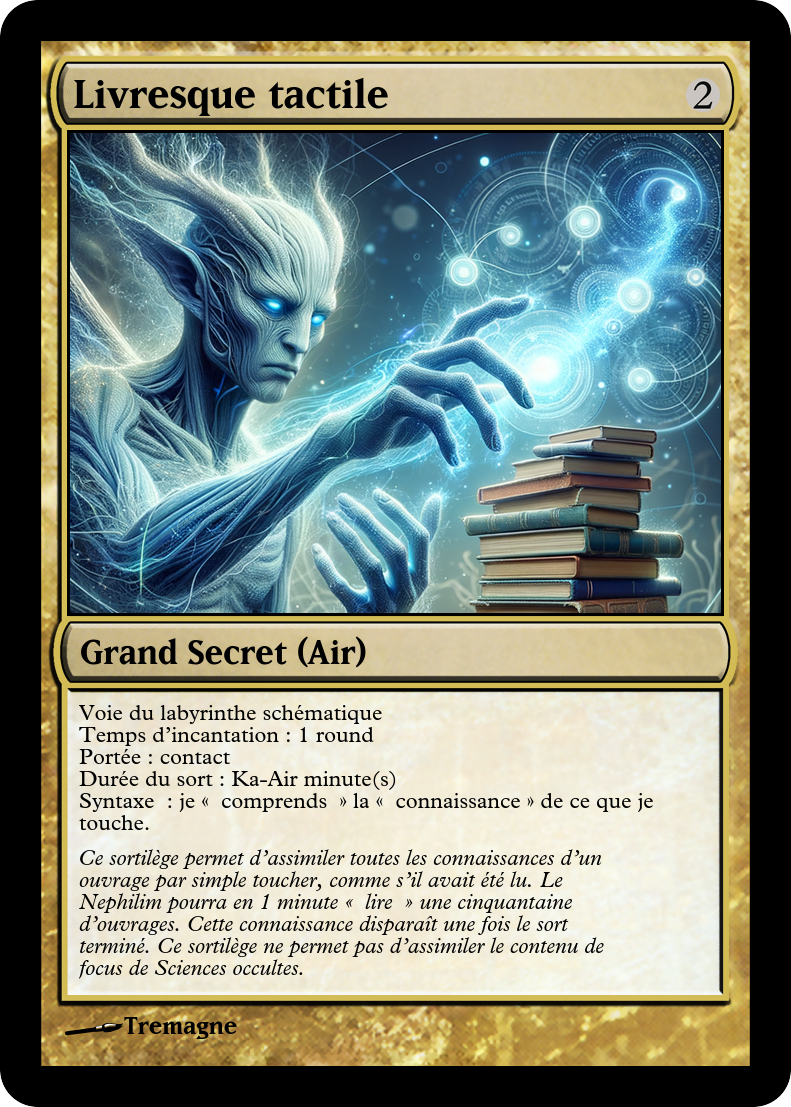 Livresque tactile
2
Grand Secret (Air)
Voie du labyrinthe schématique
Temps d'incantation : 1 round
Portée : contact
Durée du sort : Ka-Air minute(s)
Syntaxe : je « comprends » la « connaissance » de ce que je
touche.
Ce sortilège permet d'assimiler toutes les connaissances d'un
ouvrage par simple toucher, comme s'il avait été lu. Le
Nephilim pourra en 1 minute « lire » une cinquantaine
d'ouvrages. Cette connaissance disparaît une fois le sort
terminé. Ce sortilège ne permet pas d'assimiler le contenu de
focus de Sciences occultes.
Tremagne